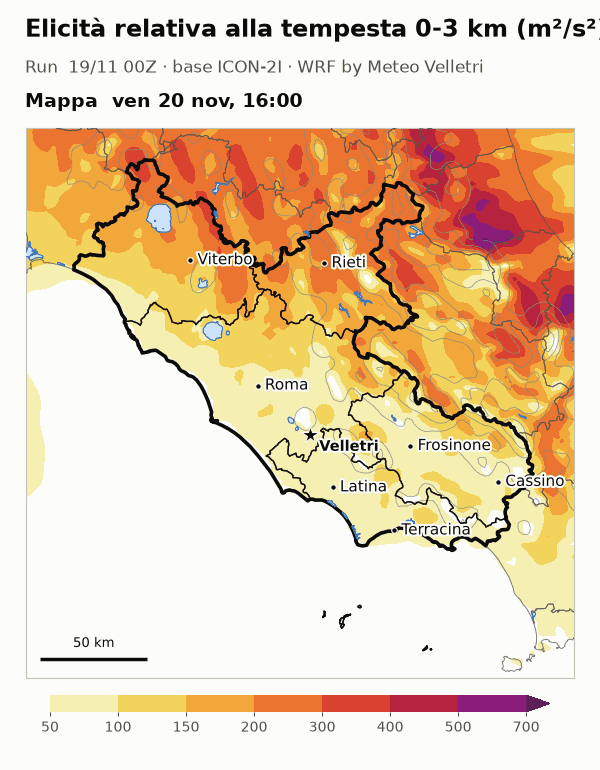 Elicità relativa alla tempesta 0-3 km (m²/s²)
Run  19/11 00Z · base ICON-2I · WRF by Meteo Velletri
Mappa  ven 20 nov, 16:00
Viterbo
Rieti
Roma
Velletri
Frosinone
Cassino
Latina
Terracina
50 km
50 100 150 200 300 400 500 700